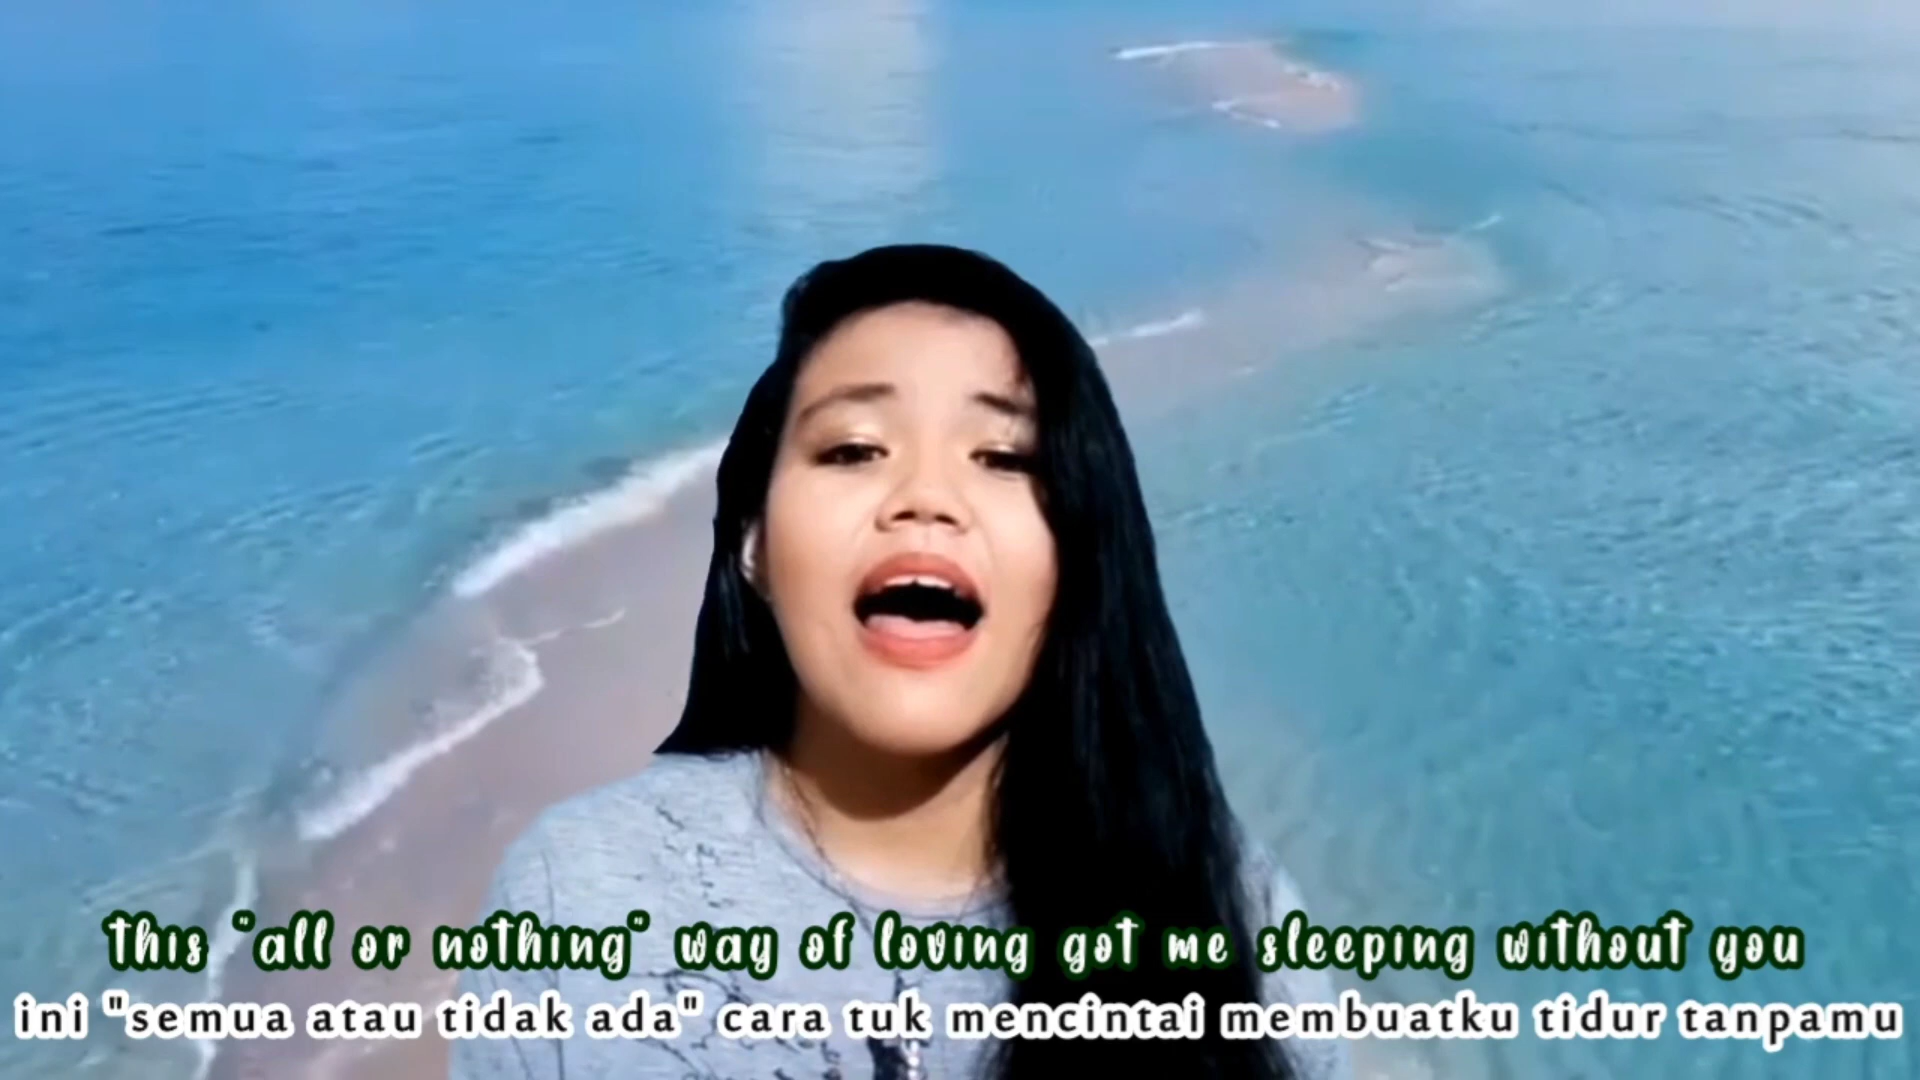 this "all or nothing" way of loving got me sleeping without you
ini "semua atau tidak ada" cara tuk mencintai membuatku tidur tanpamu